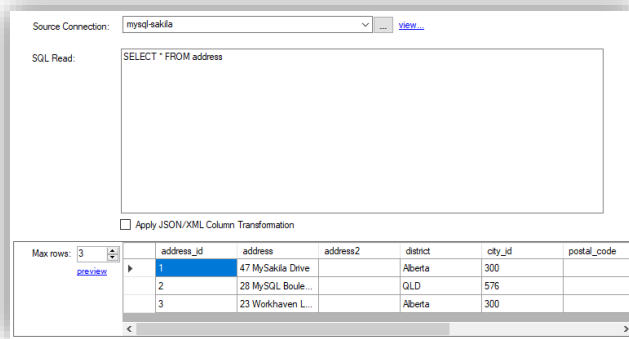 Source Connection: mysql-sakila ... view...
SQL Read: SELECT * FROM address
Apply JSON/XML Column Transformation
Max rows: 3
preview
address_id address address2 district city_id postal_code
1 47 MySakila Drive Alberta 300
2 28 MySQL Boule... QLD 576
3 23 Workhaven L... Alberta 300